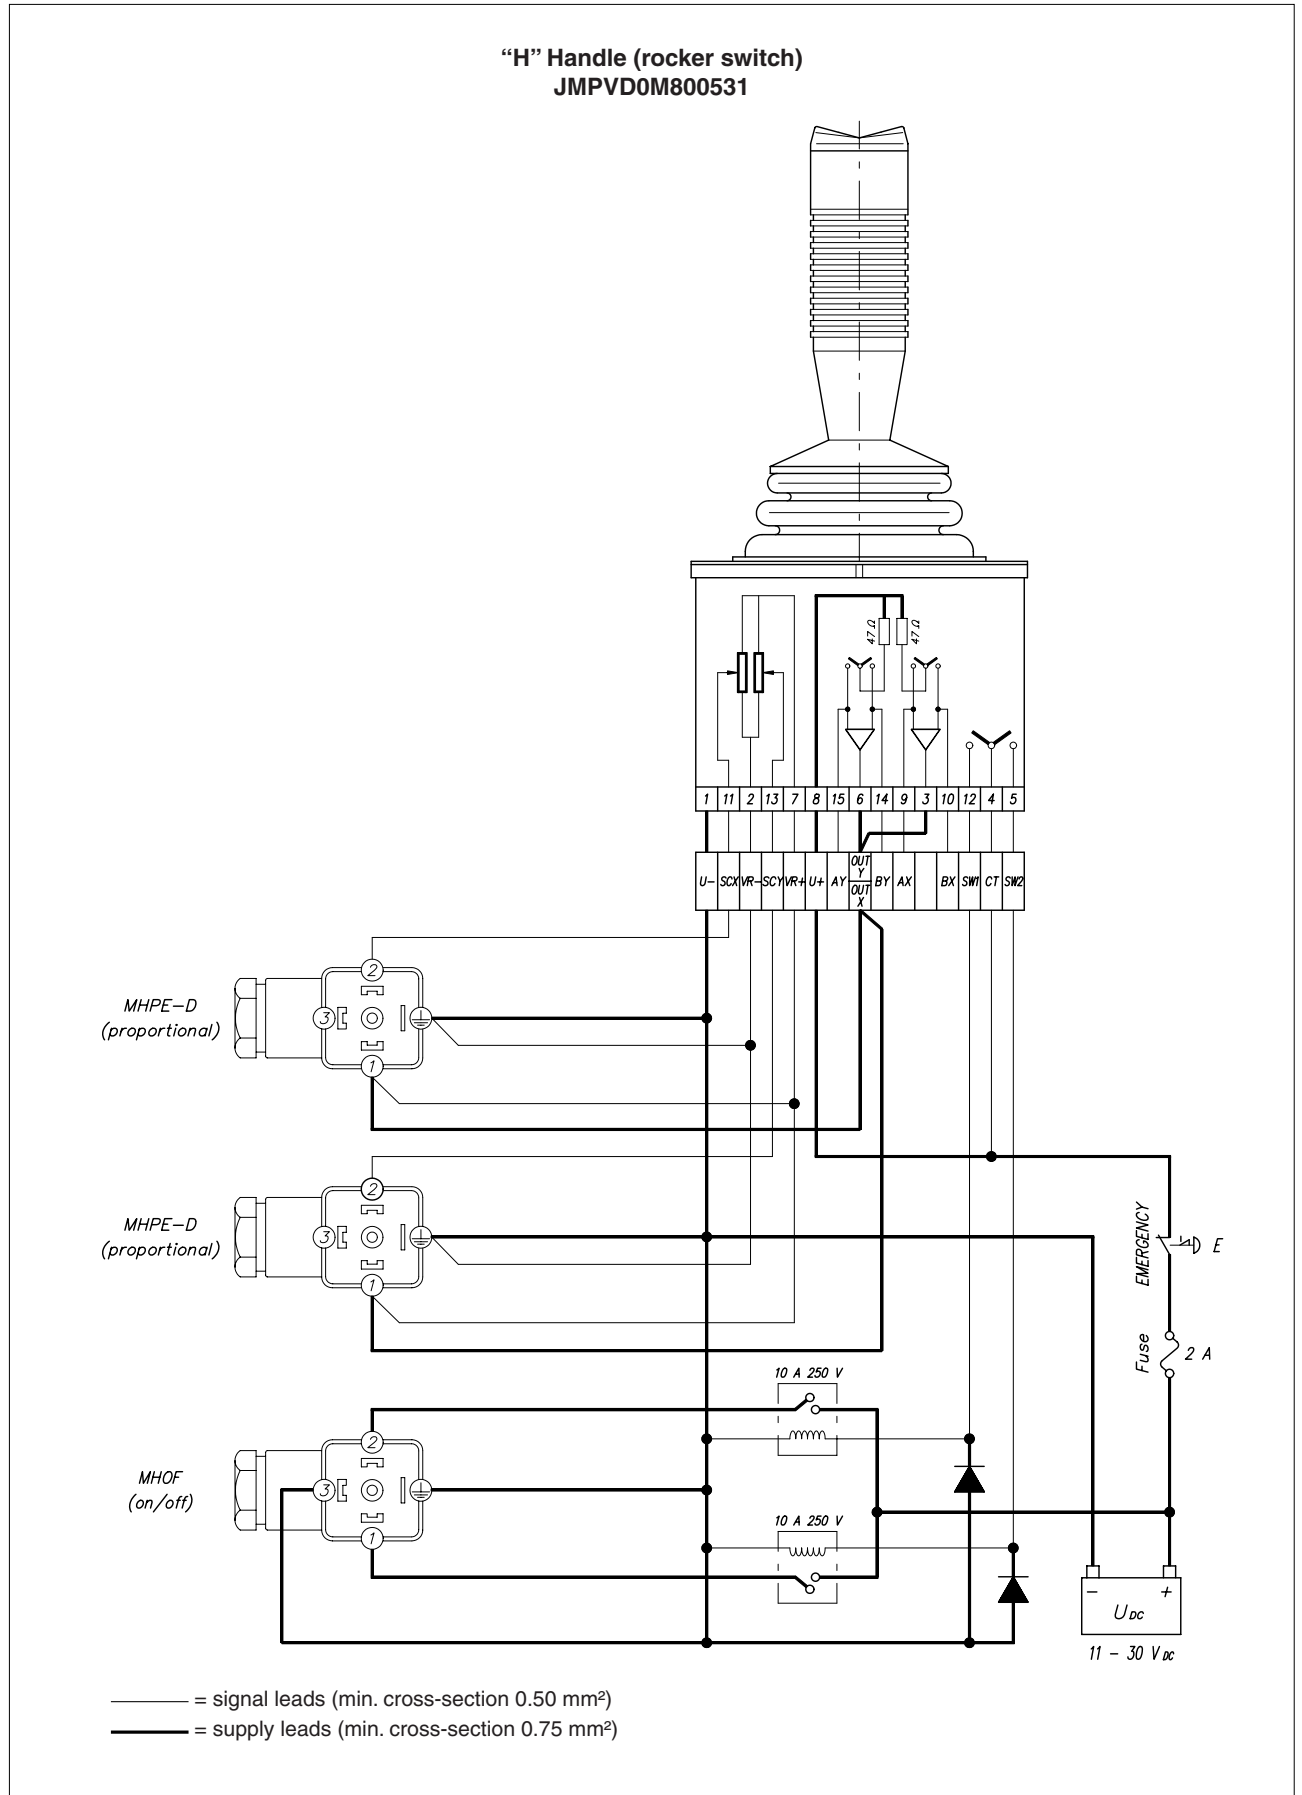 “H” Handle (rocker switch)
JMPVD0M800531
47 Ω 47 Ω
1 11 2 13 7 8 15 6 14 9 3 10 12 4 5
U- SCX VR- SCY VR+ U+ AY OUT Y OUT X BY AX BX SW1 CT SW2
2
MHPE-D
(proportional)
3
1
2
MHPE-D
(proportional)
3
1
EMERGENCY
E
Fuse
2 A
10 A 250 V
2
MHOF
(on/off)
3
1
10 A 250 V
- +
U DC
11 - 30 V DC
= signal leads (min. cross-section 0.50 mm²)
= supply leads (min. cross-section 0.75 mm²)